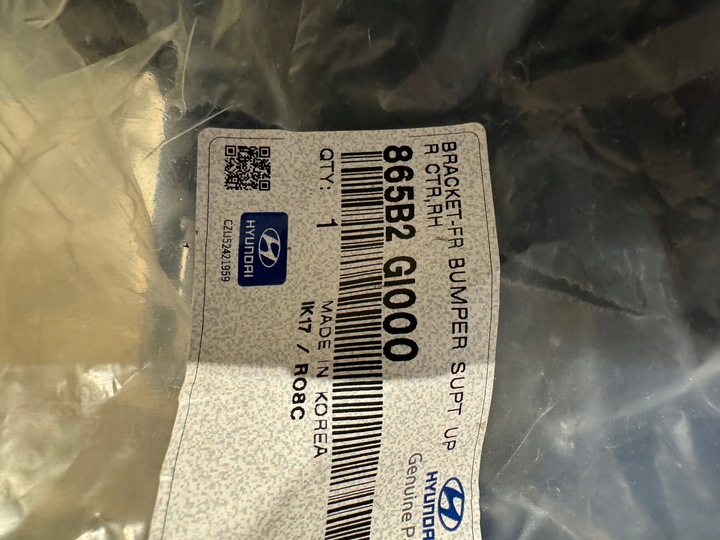 BRACKET-FR BUMPER SUPT UP
R CTR,RH
865B2 GI000
QTY: 1
MADE IN KOREA
IK17 / R08C
HYUNDAI
CZIJ52421959
HYUNDAI
Genuine P